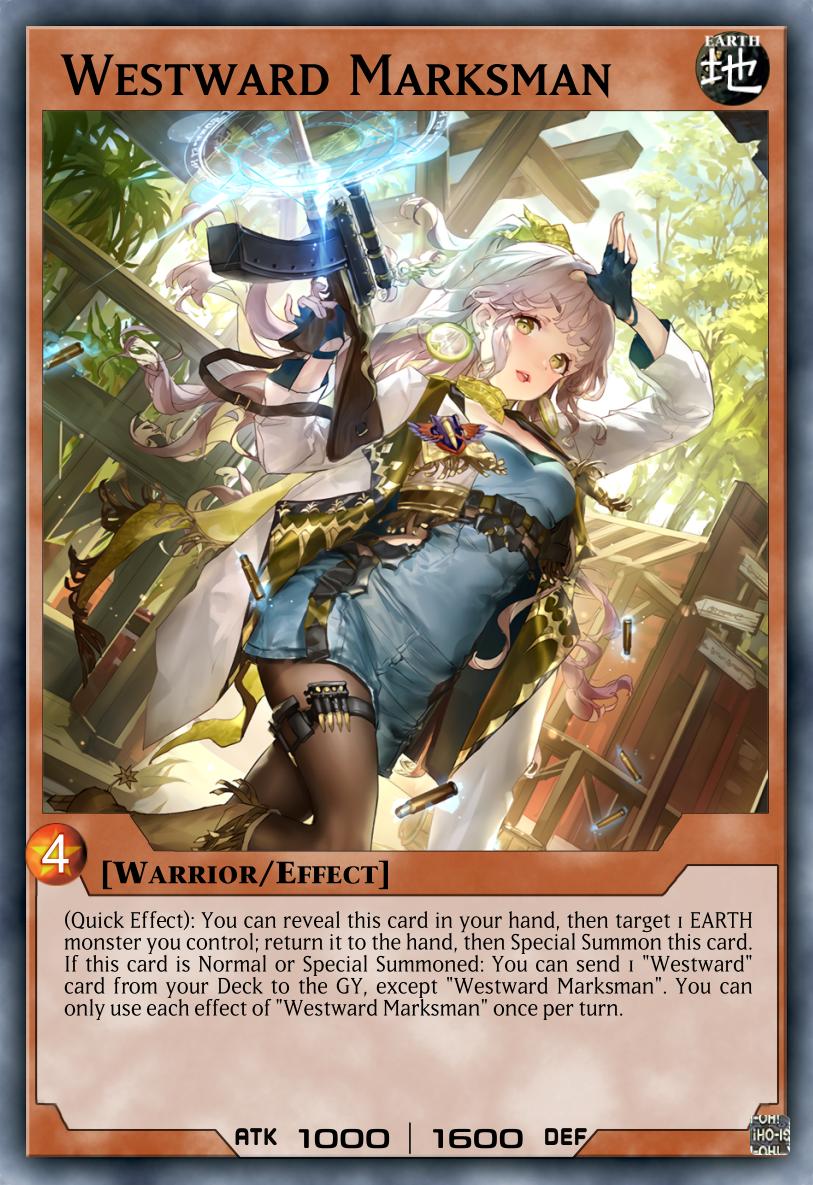 Westward Marksman
EARTH
地
4
[Warrior/Effect]
(Quick Effect): You can reveal this card in your hand, then target 1 EARTH
monster you control; return it to the hand, then Special Summon this card.
If this card is Normal or Special Summoned: You can send 1 "Westward"
card from your Deck to the GY, except "Westward Marksman". You can
only use each effect of "Westward Marksman" once per turn.
ATK 1000 | 1600 DEF